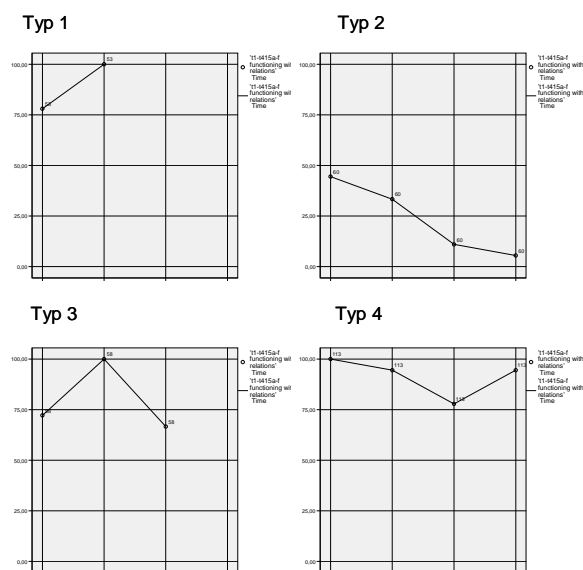 Typ 1
Typ 2
100,00
75,00
50,00
25,00
0,00
53
53
't1-t415a-f
functioning wil
relations'
Time
't1-t415a-f
functioning wil
relations'
Time
100,00
75,00
50,00
25,00
0,00
60
60
60
60
't1-t415a-f
functioning with
relations'
Time
't1-t415a-f
functioning with
relations'
Time
Typ 3
Typ 4
100,00
75,00
50,00
25,00
0,00
58
58
't1-t415a-f
functioning wil
relations'
Time
't1-t415a-f
functioning wil
relations'
Time
100,00
75,00
50,00
25,00
0,00
113
113
113
113
't1-t415a-f
functioning with
relations'
Time
't1-t415a-f
functioning with
relations'
Time